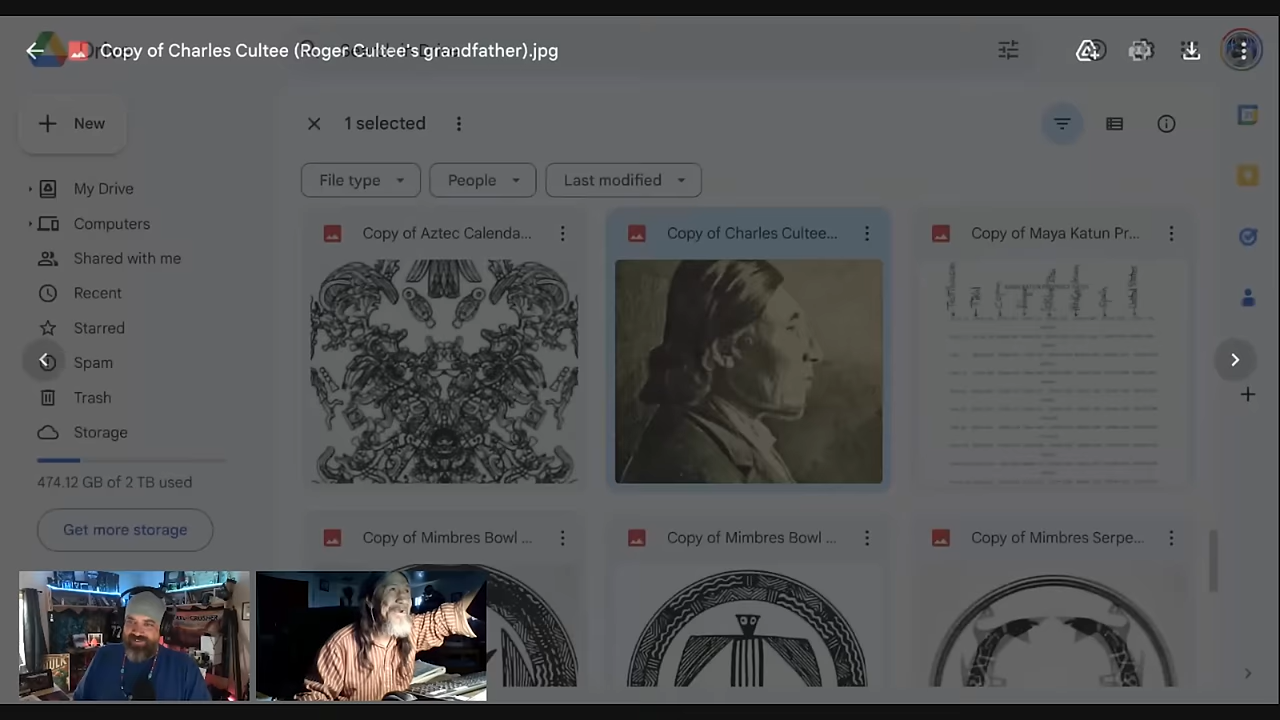 Copy of Charles Cultee (Roger Cultee's grandfather).jpg
New
1 selected
My Drive
Computers
Shared with me
Recent
Starred
Spam
Trash
Storage
474.12 GB of 2 TB used
Get more storage
File type
People
Last modified
Copy of Aztec Calenda...
Copy of Charles Cultee...
Copy of Maya Katun Pr...
Copy of Mimbres Bowl ...
Copy of Mimbres Bowl ...
Copy of Mimbres Serpe...